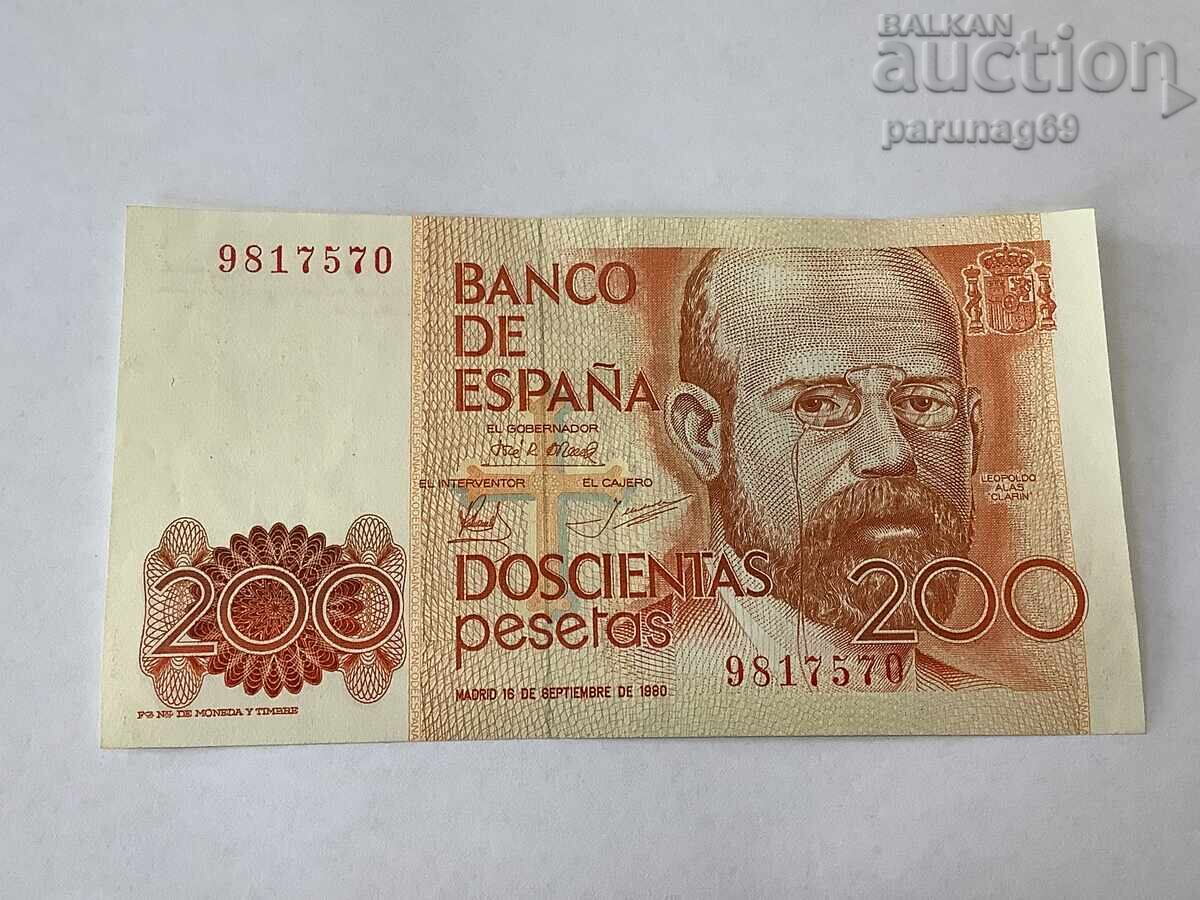 BALKAN
auction
parunag69
9817570
BANCO
DE
ESPAÑA
EL GOBERNADOR
EL INTERVENTOR EL CAJERO
LEOPOLDO
ALAS
"CLARIN"
DOSCIENTAS
pesetas
200
200
9817570
MADRID 16 DE SEPTIEMBRE DE 1980
DE MONEDA Y TIMBRE